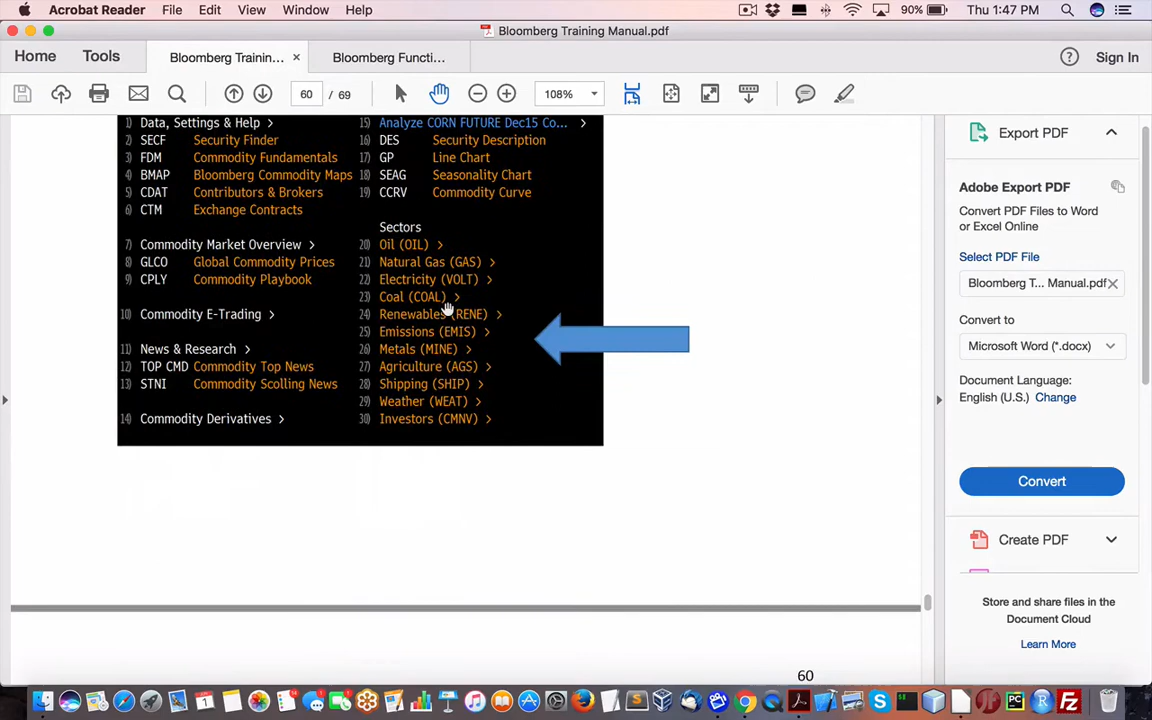 Acrobat Reader File Edit View Window Help 90% Thu 1:47 PM
Bloomberg Training Manual.pdf
Home Tools Bloomberg Trainin... × Bloomberg Functi... ? Sign In
60 / 69 108%
1) Data, Settings & Help >
2) SECF Security Finder
3) FDM Commodity Fundamentals
4) BMAP Bloomberg Commodity Maps
5) CDAT Contributors & Brokers
6) CTM Exchange Contracts
7) Commodity Market Overview >
8) GLCO Global Commodity Prices
9) CPLY Commodity Playbook
10) Commodity E-Trading >
11) News & Research >
12) TOP CMD Commodity Top News
13) STNI Commodity Scolling News
14) Commodity Derivatives >
15) Analyze CORN FUTURE Dec15 Co... >
16) DES Security Description
17) GP Line Chart
18) SEAG Seasonality Chart
19) CCRV Commodity Curve
Sectors
20) Oil (OIL) >
21) Natural Gas (GAS) >
22) Electricity (VOLT) >
23) Coal (COAL) >
24) Renewables (RENE) >
25) Emissions (EMIS) >
26) Metals (MINE) >
27) Agriculture (AGS) >
28) Shipping (SHIP) >
29) Weather (WEAT) >
30) Investors (CMNV) >
60
Export PDF
Adobe Export PDF
Convert PDF Files to Word
or Excel Online
Select PDF File
Bloomberg T... Manual.pdf ×
Convert to
Microsoft Word (*.docx)
Document Language:
English (U.S.) Change
Convert
Create PDF
Store and share files in the
Document Cloud
Learn More